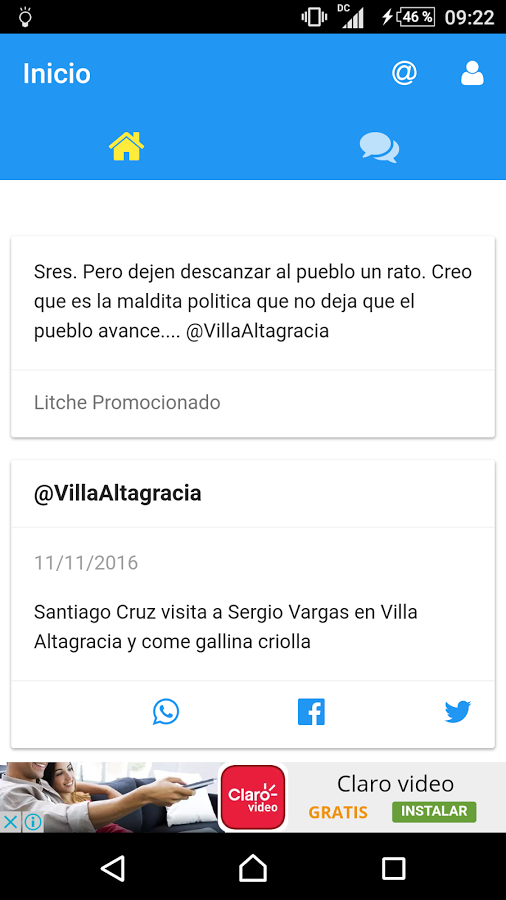 DC
46 %
09:22
Inicio
@
Sres. Pero dejen descanzar al pueblo un rato. Creo
que es la maldita politica que no deja que el
pueblo avance.... @VillaAltagracia
Litche Promocionado
@VillaAltagracia
11/11/2016
Santiago Cruz visita a Sergio Vargas en Villa
Altagracia y come gallina criolla
Claro
video
Claro video
GRATIS
INSTALAR